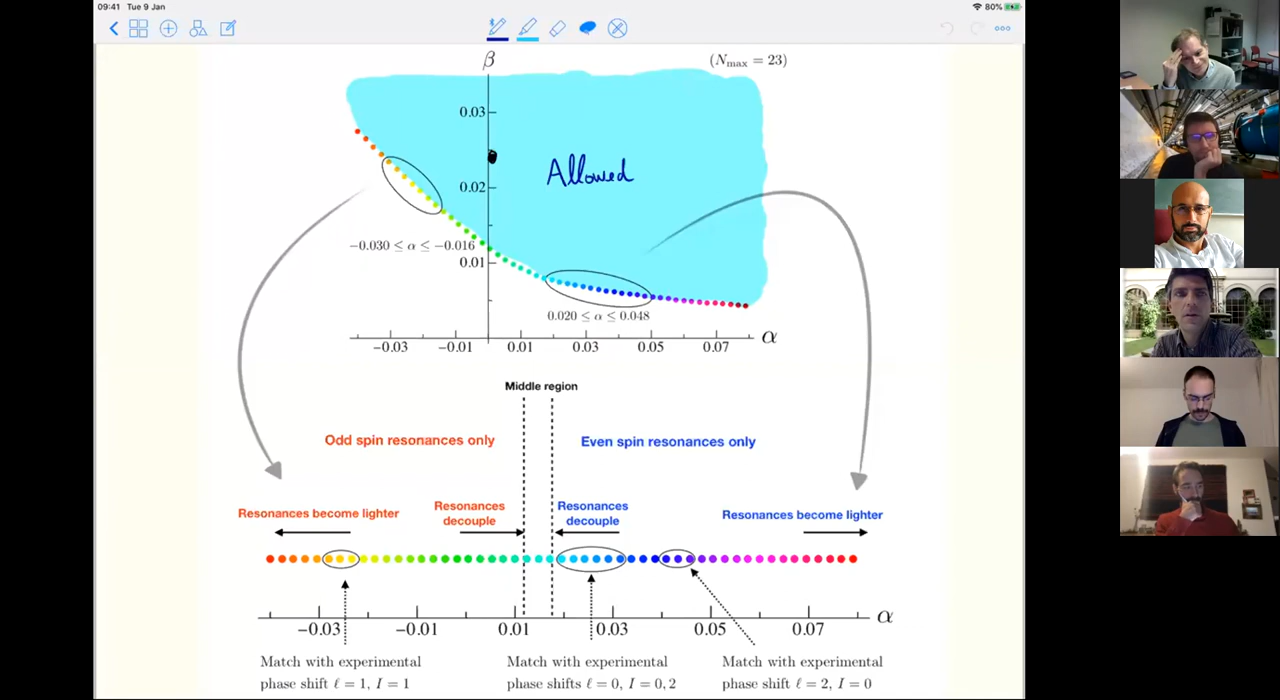 09:41 Tue 9 Jan
80%
β
(N_max = 23)
0.03
Allowed
0.02
−0.030 ≤ α ≤ −0.016
0.01
0.020 ≤ α ≤ 0.048
−0.03 −0.01 0.01 0.03 0.05 0.07 α
Middle region
Odd spin resonances only
Even spin resonances only
Resonances become lighter
Resonances
decouple
Resonances
decouple
Resonances become lighter
−0.03 −0.01 0.01 0.03 0.05 0.07 α
Match with experimental
phase shift ℓ = 1, I = 1
Match with experimental
phase shifts ℓ = 0, I = 0, 2
Match with experimental
phase shift ℓ = 2, I = 0